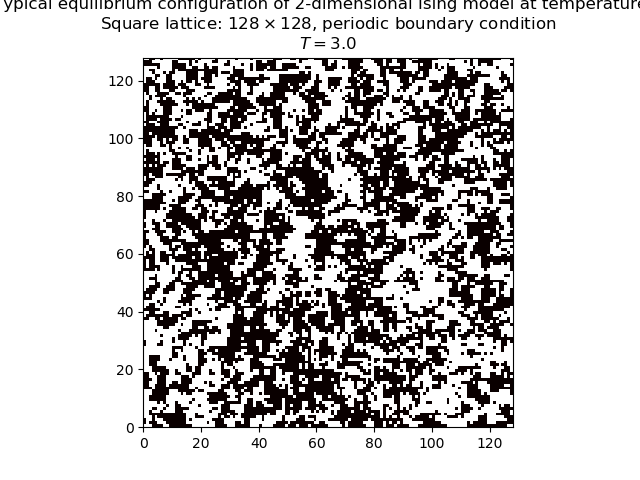 ypical equilibrium configuration of 2-dimensional Ising model at temperature
Square lattice: 128 × 128, periodic boundary condition
T = 3.0
120
100
80
60
40
20
0
0 20 40 60 80 100 120